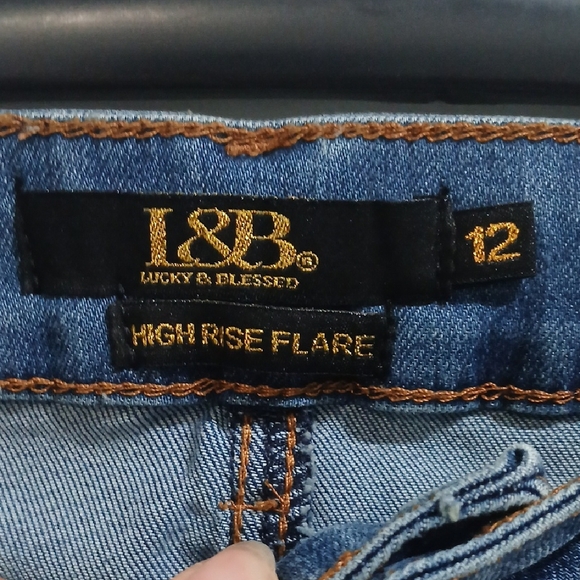 L&B®
LUCKY & BLESSED
12
HIGH RISE FLARE